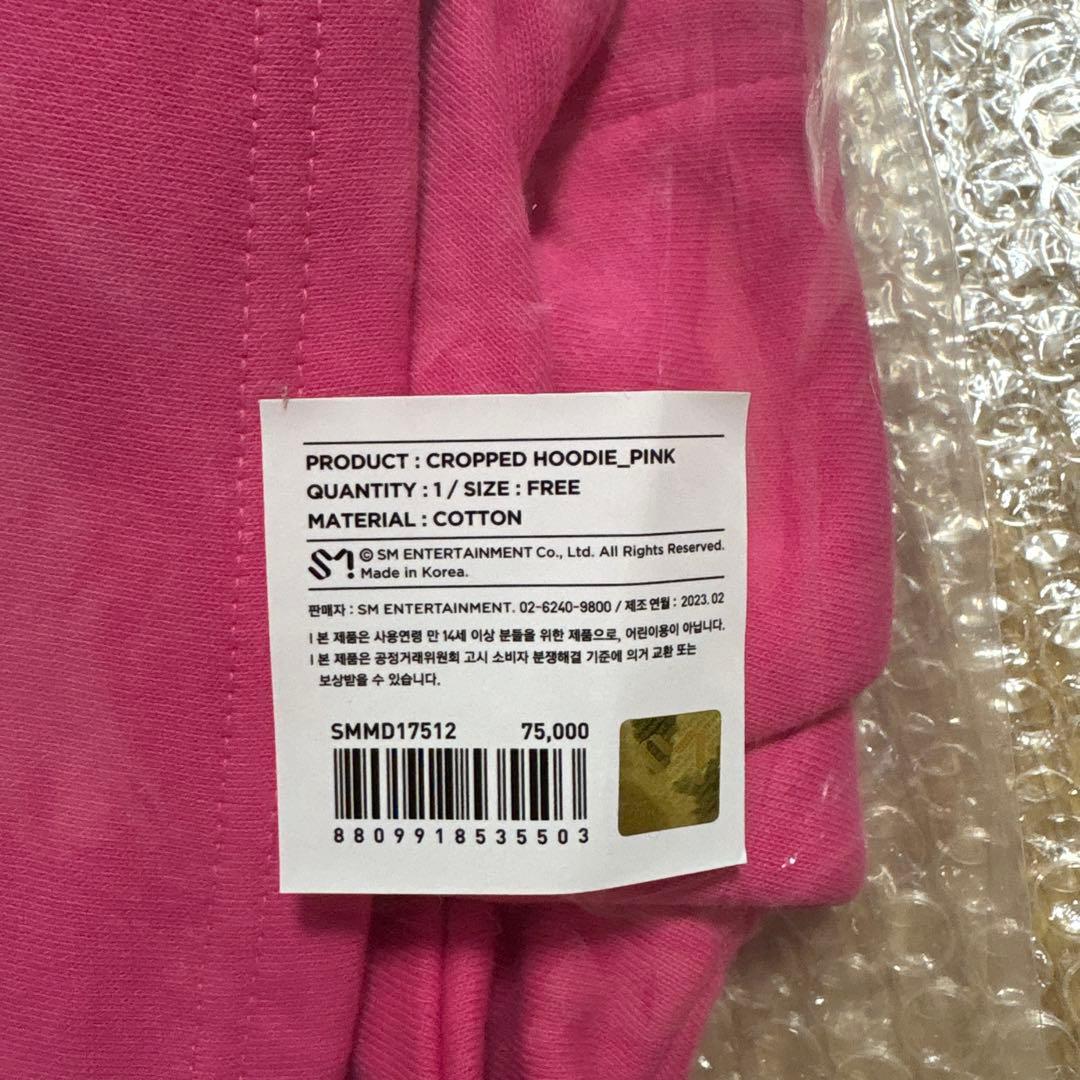 PRODUCT : CROPPED HOODIE_PINK
QUANTITY : 1 / SIZE : FREE
MATERIAL : COTTON
SM! © SM ENTERTAINMENT Co., Ltd. All Rights Reserved.
Made in Korea.
판매자 : SM ENTERTAINMENT. 02-6240-9800 / 제조 연월 : 2023.02
| 본 제품은 사용연령 만 14세 이상 분들을 위한 제품으로, 어린이용이 아닙니다.
| 본 제품은 공정거래위원회 고시 소비자 분쟁해결 기준에 의거 교환 또는
보상받을 수 있습니다.
SMMD17512 75,000
8809918535503